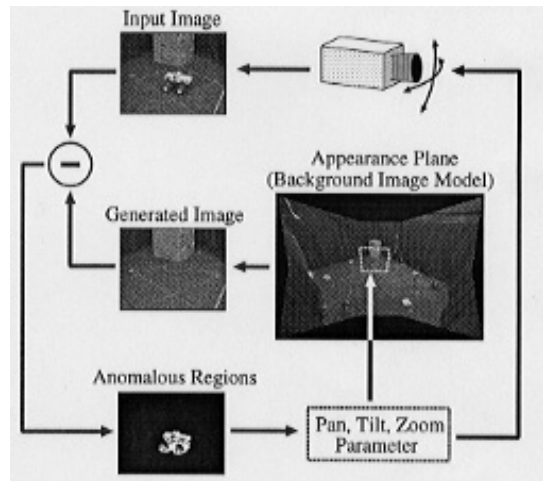 Input Image
Appearance Plane
(Background Image Model)
Generated Image
Anomalous Regions
Pan, Tilt, Zoom
Parameter